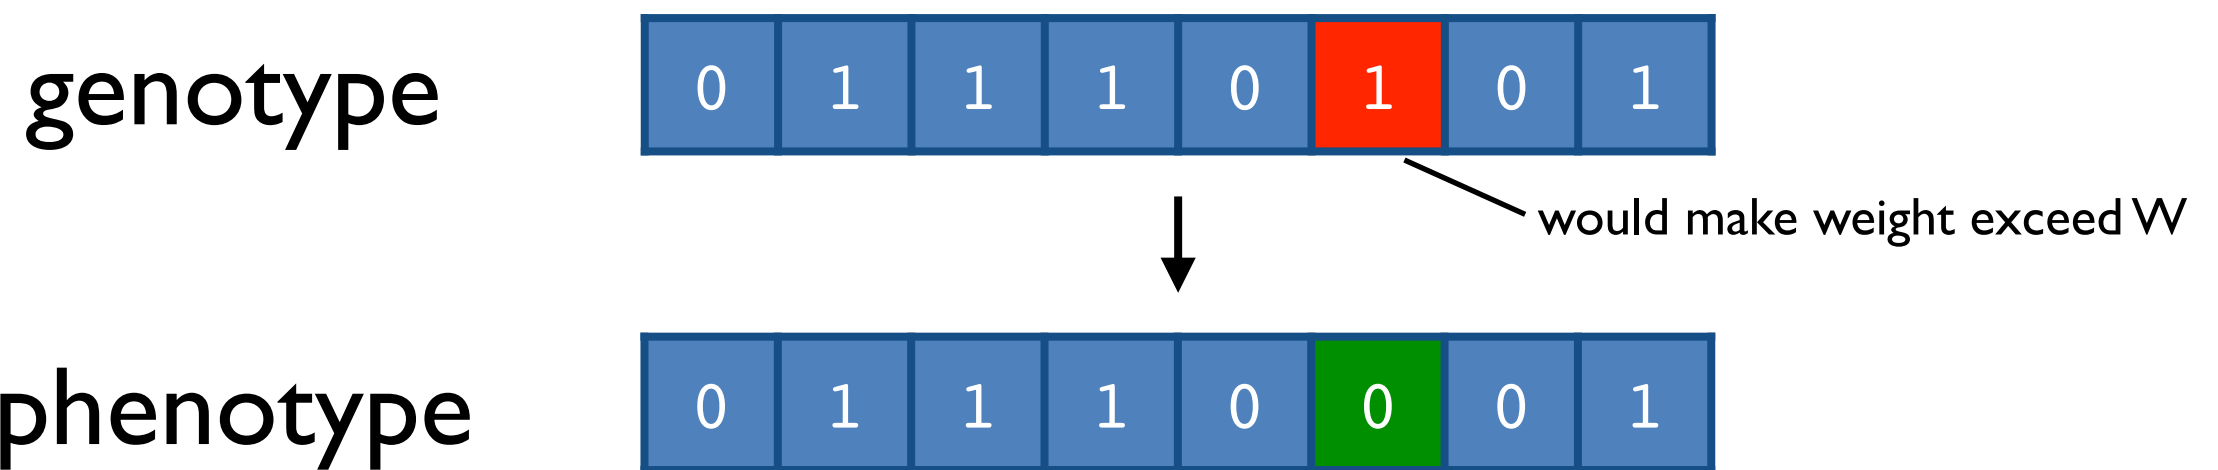 genotype 0 1 1 1 0 1 0 1
would make weight exceed W
phenotype 0 1 1 1 0 0 0 1